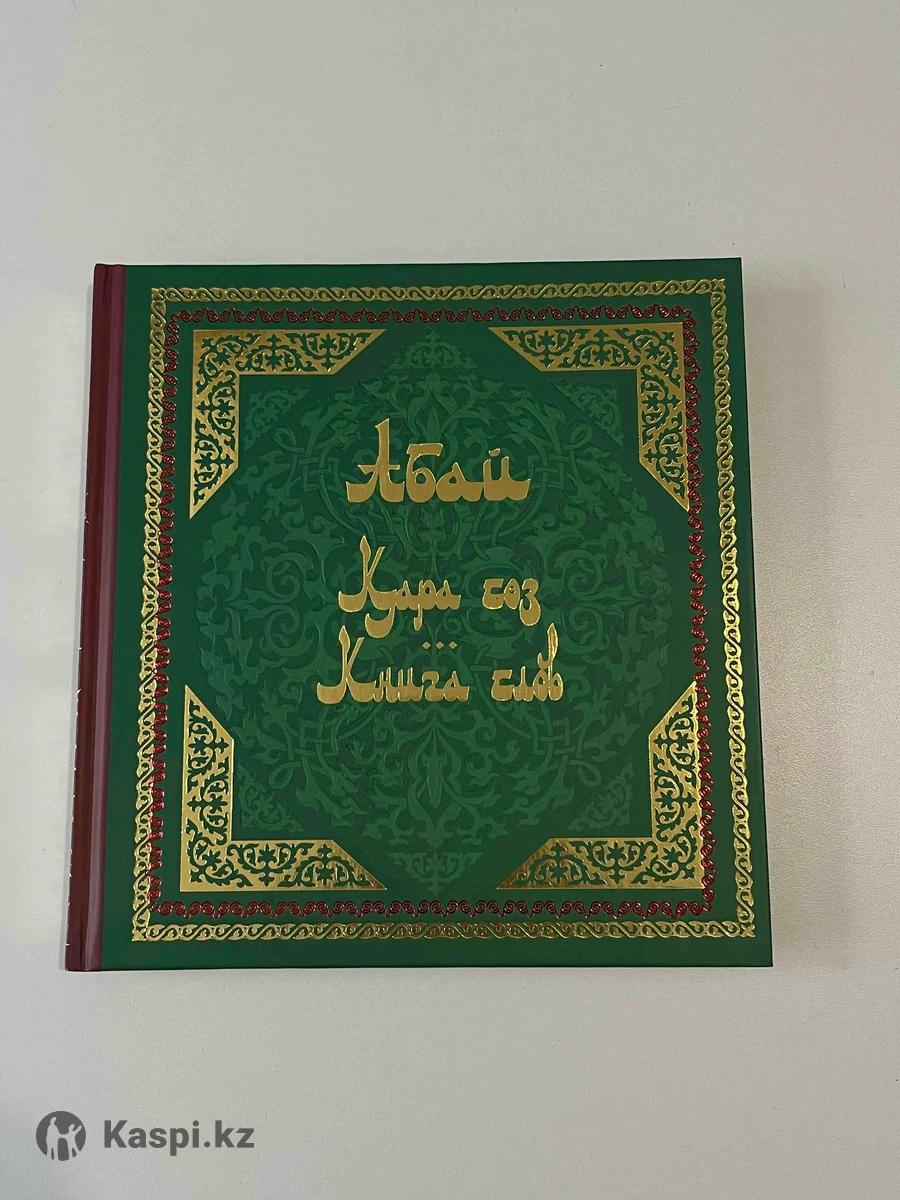 Абай
Қара сөз
Книга слов
Kaspi.kz